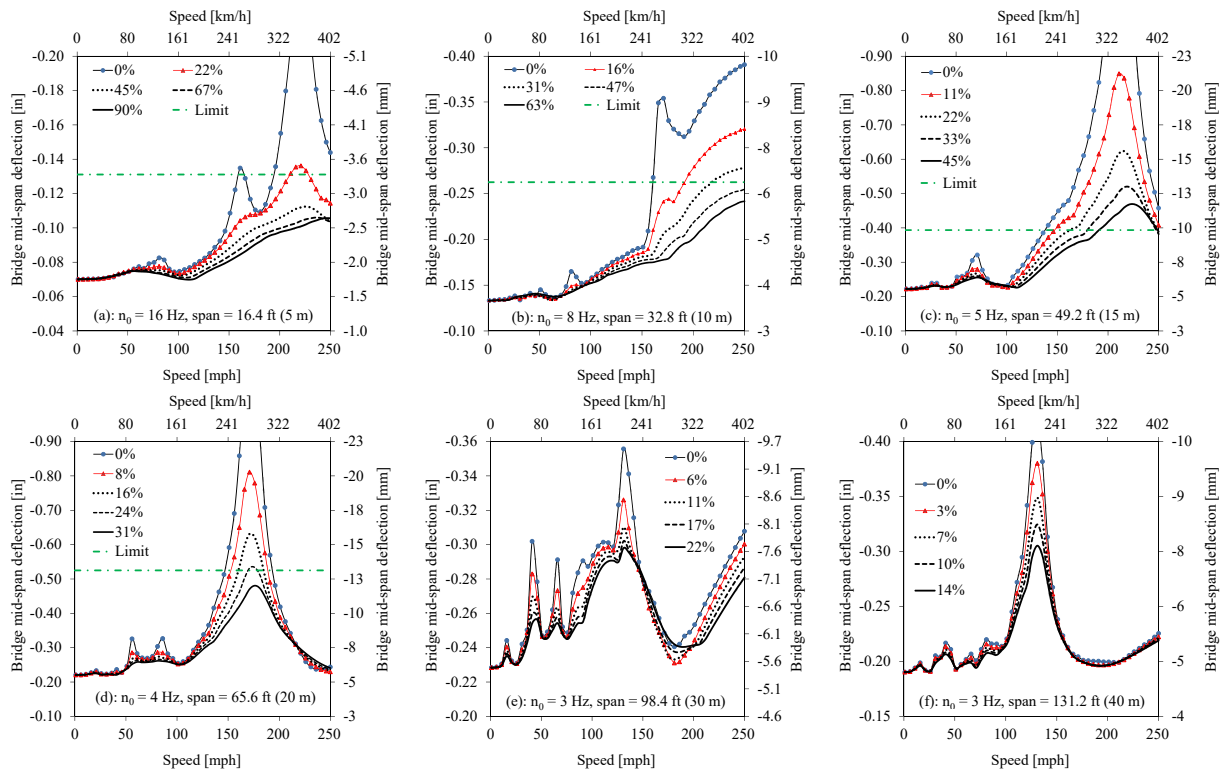 Speed [km/h]
0 80 161 241 322 402
Bridge mid-span deflection [in]
-0.20
-0.18
-0.16
-0.14
-0.12
-0.10
-0.08
-0.06
-0.04
0% 22%
45% 67%
90% Limit
-5.1
-4.6
-4.1
-3.6
-3.0
-2.5
-2.0
-1.5
-1.0
Bridge mid-span deflection [mm]
(a): n₀ = 16 Hz, span = 16.4 ft (5 m)
0 50 100 150 200 250
Speed [mph]
Speed [km/h]
0 80 161 241 322 402
Bridge mid-span deflection [in]
-0.40
-0.35
-0.30
-0.25
-0.20
-0.15
-0.10
0% 16%
31% 47%
63% Limit
-10
-9
-8
-6
-5
-4
-3
Bridge mid-span deflection [mm]
(b): n₀ = 8 Hz, span = 32.8 ft (10 m)
0 50 100 150 200 250
Speed [mph]
Speed [km/h]
0 80 161 241 322 402
Bridge mid-span deflection [in]
-0.90
-0.80
-0.70
-0.60
-0.50
-0.40
-0.30
-0.20
-0.10
0%
11%
22%
33%
45%
Limit
-23
-20
-18
-15
-13
-10
-8
-5
-3
Bridge mid-span deflection [mm]
(c): n₀ = 5 Hz, span = 49.2 ft (15 m)
0 50 100 150 200 250
Speed [mph]
Speed [km/h]
0 80 161 241 322 402
Bridge mid-span deflection [in]
-0.90
-0.80
-0.70
-0.60
-0.50
-0.40
-0.30
-0.20
-0.10
0%
8%
16%
24%
31%
Limit
-23
-20
-18
-15
-13
-10
-8
-5
-3
Bridge mid-span deflection [mm]
(d): n₀ = 4 Hz, span = 65.6 ft (20 m)
0 50 100 150 200 250
Speed [mph]
Speed [km/h]
0 80 161 241 322 402
Bridge mid-span deflection [in]
-0.36
-0.34
-0.32
-0.30
-0.28
-0.26
-0.24
-0.22
-0.20
0%
6%
11%
17%
22%
-9.7
-9.1
-8.6
-8.1
-7.6
-7.1
-6.6
-6.1
-5.6
-5.1
-4.6
Bridge mid-span deflection [mm]
(e): n₀ = 3 Hz, span = 98.4 ft (30 m)
0 50 100 150 200 250
Speed [mph]
Speed [km/h]
0 80 161 241 322 402
Bridge mid-span deflection [in]
-0.40
-0.35
-0.30
-0.25
-0.20
-0.15
0%
3%
7%
10%
14%
-10
-9
-8
-6
-5
-4
Bridge mid-span deflection [mm]
(f): n₀ = 3 Hz, span = 131.2 ft (40 m)
0 50 100 150 200 250
Speed [mph]